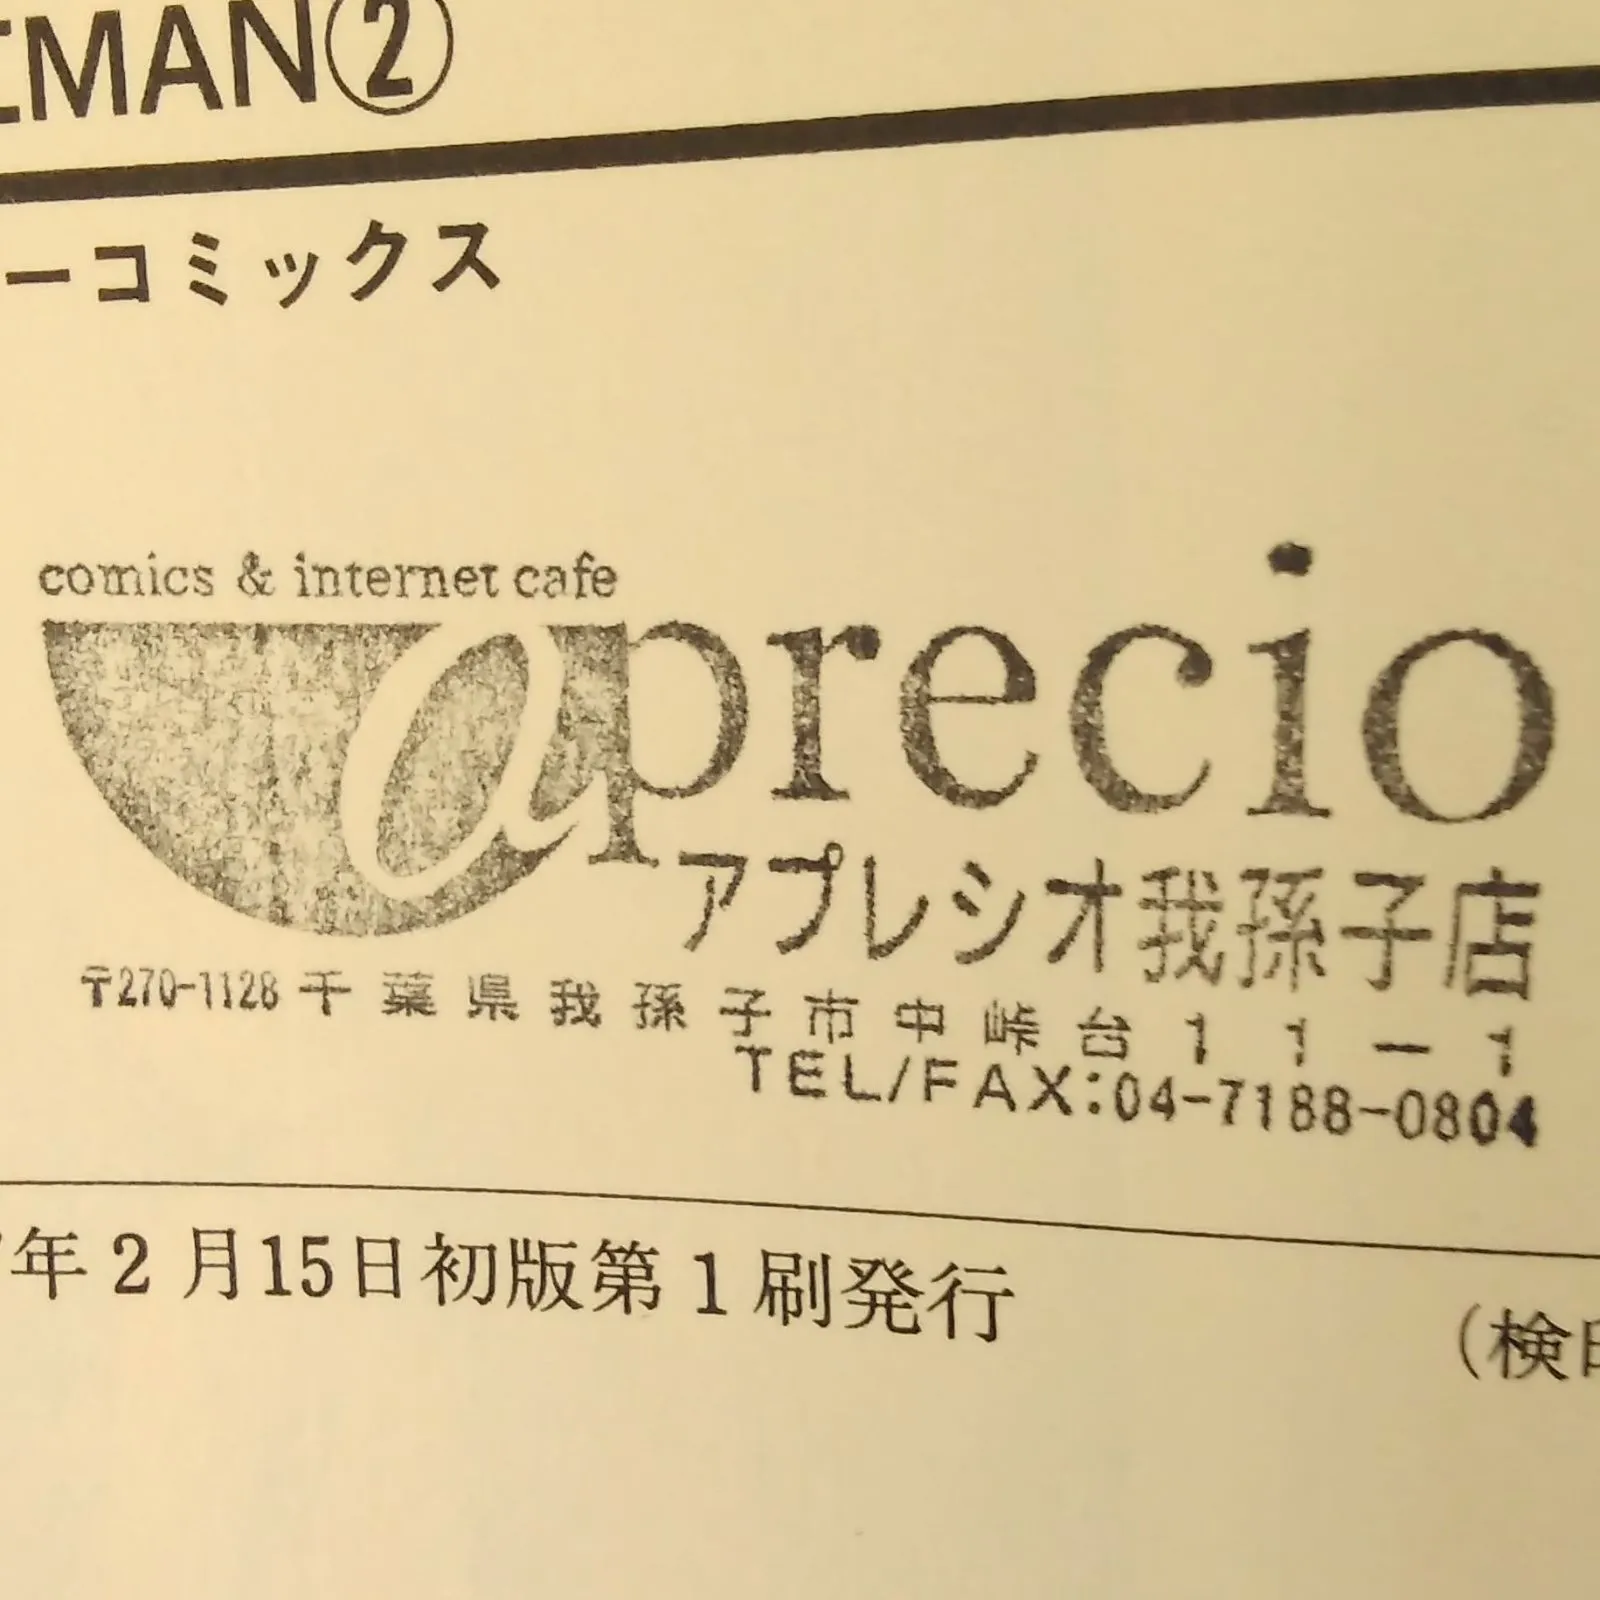 MAN②
ーコミックス
comics & internet cafe
@precio
アプレシオ我孫子店
〒270-1128 千葉県我孫子市中峠台11-1
TEL/FAX:04-7188-0804
年2月15日初版第1刷発行
(検